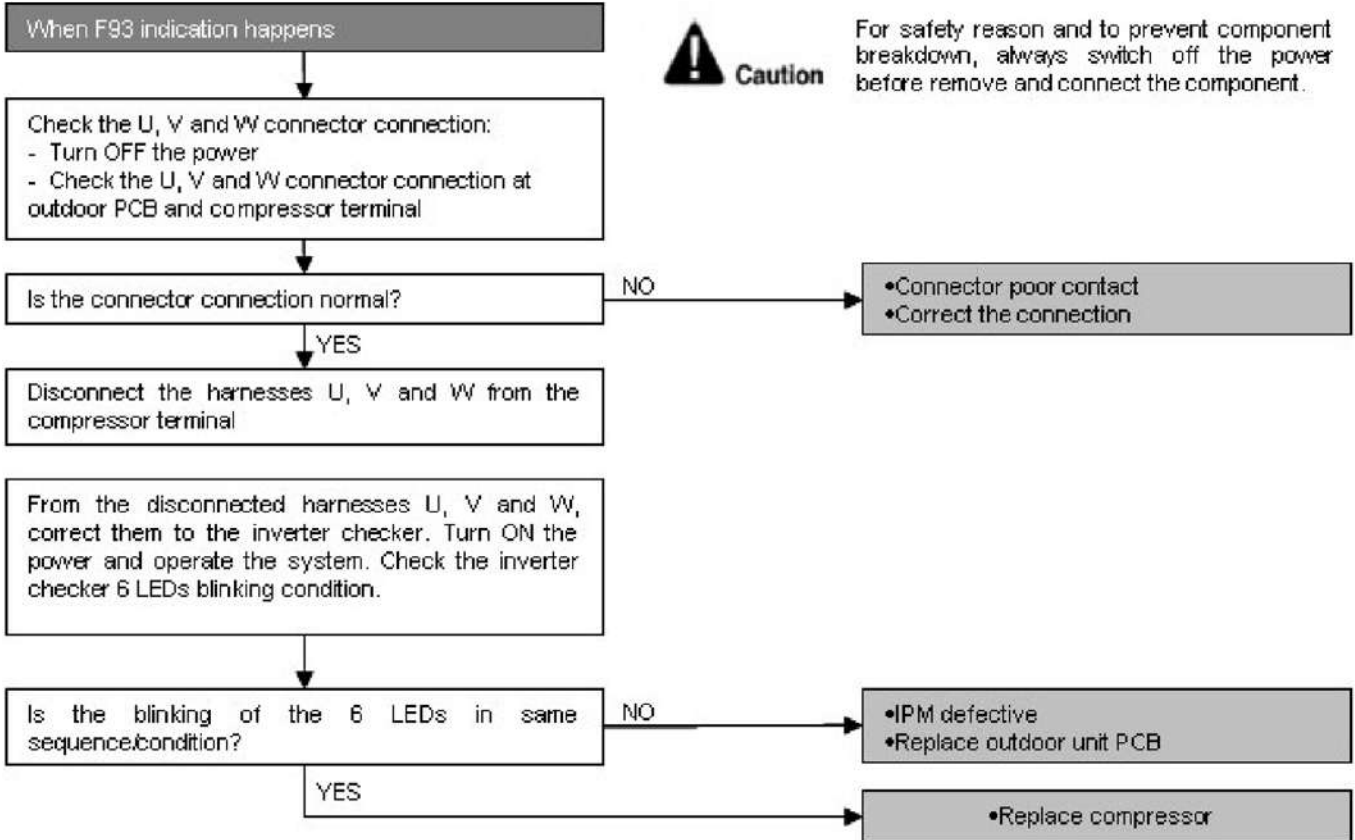 When F93 indication happens
Caution
For safety reason and to prevent component
breakdown, always switch off the power
before remove and connect the component.
Check the U, V and W connector connection:
- Turn OFF the power
- Check the U, V and W connector connection at
outdoor PCB and compressor terminal
Is the connector connection normal?
NO
•Connector poor contact
•Correct the connection
YES
Disconnect the harnesses U, V and W from the
compressor terminal
From the disconnected harnesses U, V and W,
correct them to the inverter checker. Turn ON the
power and operate the system. Check the inverter
checker 6 LEDs blinking condition.
Is the blinking of the 6 LEDs in same
sequence/condition?
NO
•IPM defective
•Replace outdoor unit PCB
YES
•Replace compressor